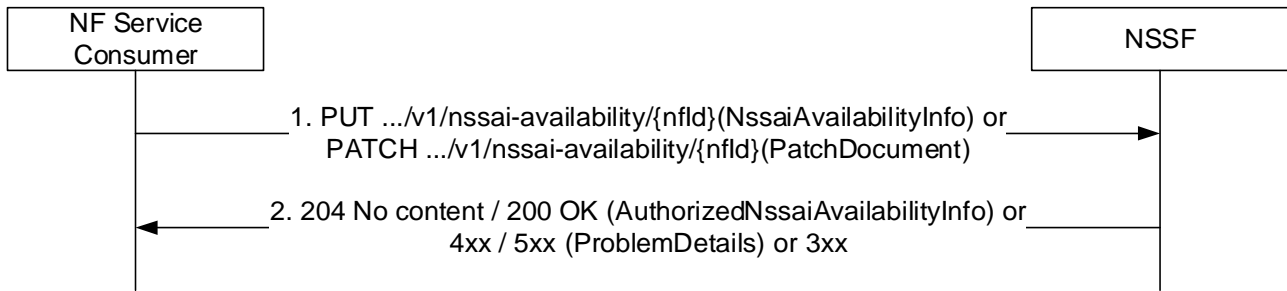 NF Service
Consumer
NSSF
1. PUT .../v1/nssai-availability/{nfId}(NssaiAvailabilityInfo) or
PATCH .../v1/nssai-availability/{nfId}(PatchDocument)
2. 204 No content / 200 OK (AuthorizedNssaiAvailabilityInfo) or
4xx / 5xx (ProblemDetails) or 3xx